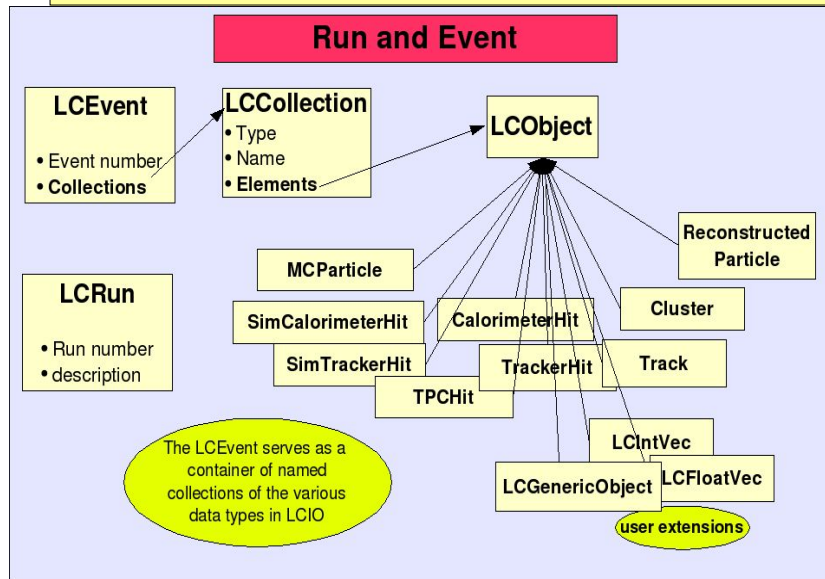 Run and Event
LCEvent
• Event number
• Collections
LCCollection
• Type
• Name
• Elements
LCObject
LCRun
• Run number
• description
MCParticle
SimCalorimeterHit
SimTrackerHit
TPCHit
CalorimeterHit
TrackerHit
Reconstructed
Particle
Cluster
Track
LCIntVec
LCFloatVec
LCGenericObject
user extensions
The LCEvent serves as a
container of named
collections of the various
data types in LCIO